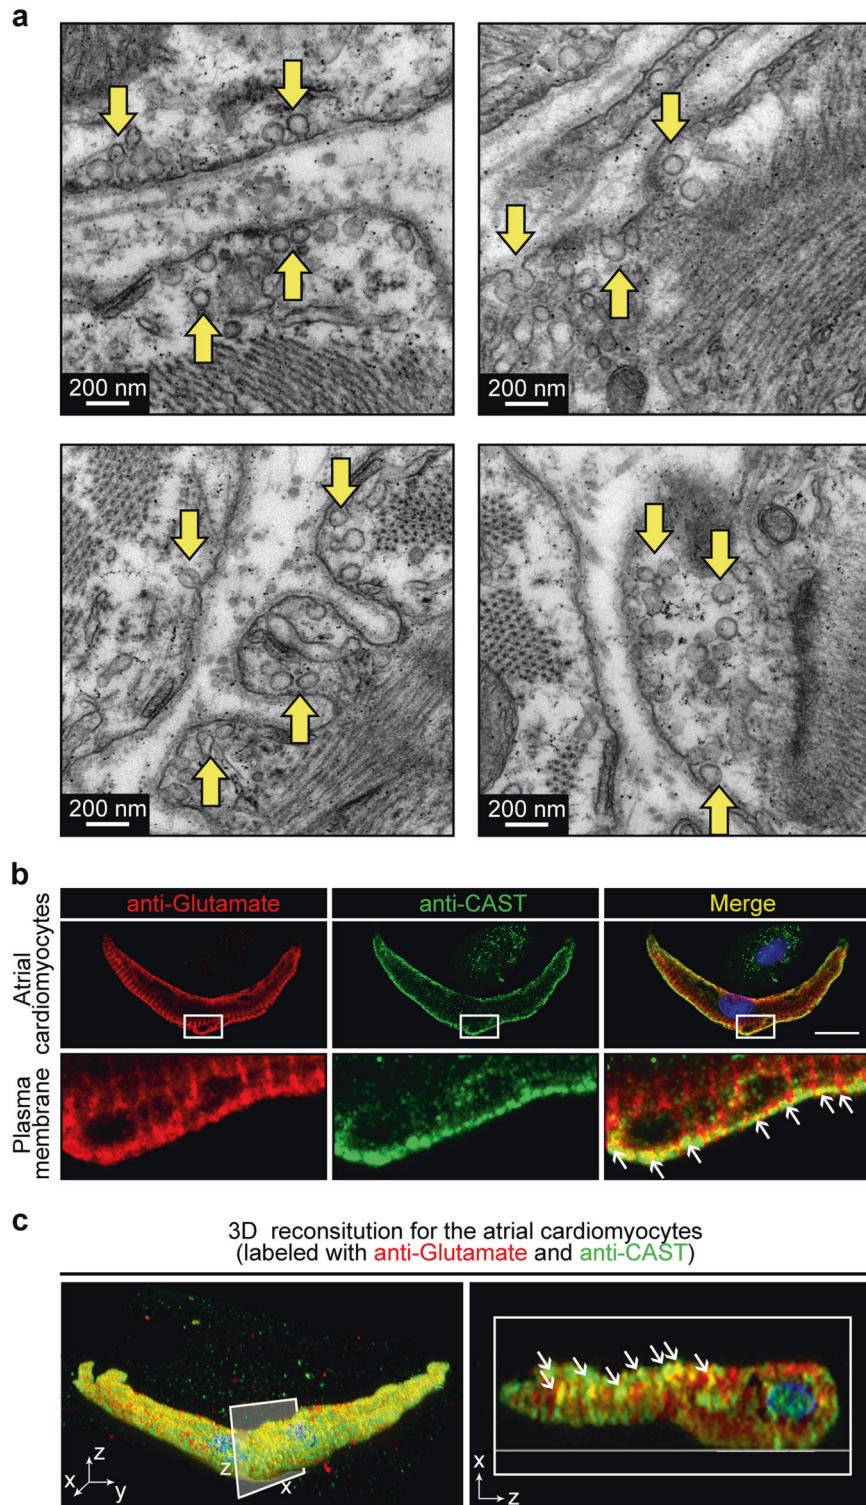 a
200 nm
200 nm
200 nm
200 nm
b
anti-Glutamate
anti-CAST
Merge
Atrial
cardiomyocytes
Plasma
membrane
c
3D reconsitution for the atrial cardiomyocytes
(labeled with anti-Glutamate and anti-CAST)
z
x
y
z
x
x
z